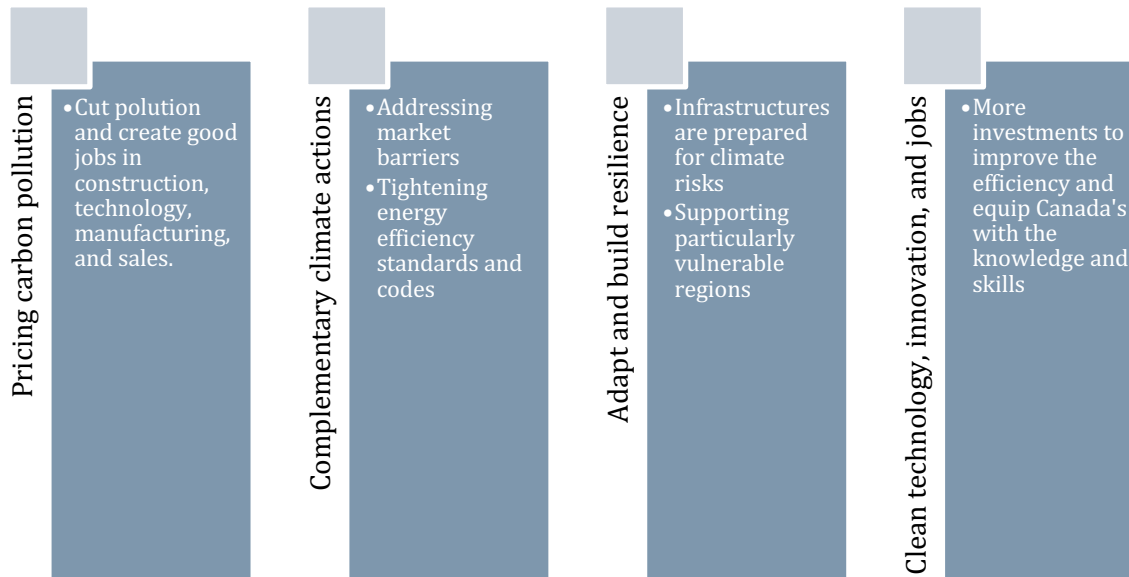 Pricing carbon pollution
•Cut polution
and create good
jobs in
construction,
technology,
manufacturing,
and sales.
Complementary climate actions
•Addressing
market
barriers
•Tightening
energy
efficiency
standards and
codes
Adapt and build resilience
•Infrastructures
are prepared
for climate
risks
•Supporting
particularly
vulnerable
regions
Clean technology, innovation, and jobs
•More
investments to
improve the
efficiency and
equip Canada's
with the
knowledge and
skills